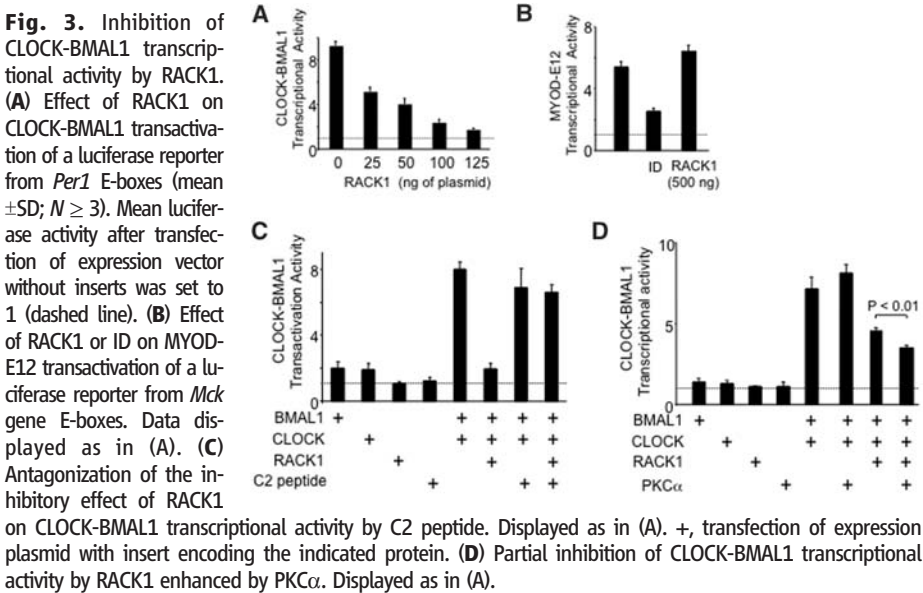 Fig. 3. Inhibition of
CLOCK-BMAL1 transcrip-
tional activity by RACK1.
(A) Effect of RACK1 on
CLOCK-BMAL1 transactiva-
tion of a luciferase reporter
from Per1 E-boxes (mean
±SD; N ≥ 3). Mean lucifer-
ase activity after transfec-
tion of expression vector
without inserts was set to
1 (dashed line). (B) Effect
of RACK1 or ID on MYOD-
E12 transactivation of a lu-
ciferase reporter from Mck
gene E-boxes. Data dis-
played as in (A). (C)
Antagonization of the in-
hibitory effect of RACK1
on CLOCK-BMAL1 transcriptional activity by C2 peptide. Displayed as in (A). +, transfection of expression
plasmid with insert encoding the indicated protein. (D) Partial inhibition of CLOCK-BMAL1 transcriptional
activity by RACK1 enhanced by PKCα. Displayed as in (A).
A
CLOCK-BMAL1
Transcriptional Activity
8
4
0
0 25 50 100 125
RACK1 (ng of plasmid)
B
MYOD-E12
Transcriptional Activity
8
4
0
ID RACK1
(500 ng)
C
CLOCK-BMAL1
Transactivation Activity
8
4
0
BMAL1 + + + + +
CLOCK + + + + +
RACK1 + + +
C2 peptide + + +
D
CLOCK-BMAL1
Transcriptional activity
10
5
0
P < 0.01
BMAL1 + + + + +
CLOCK + + + + +
RACK1 + + +
PKCα + + +